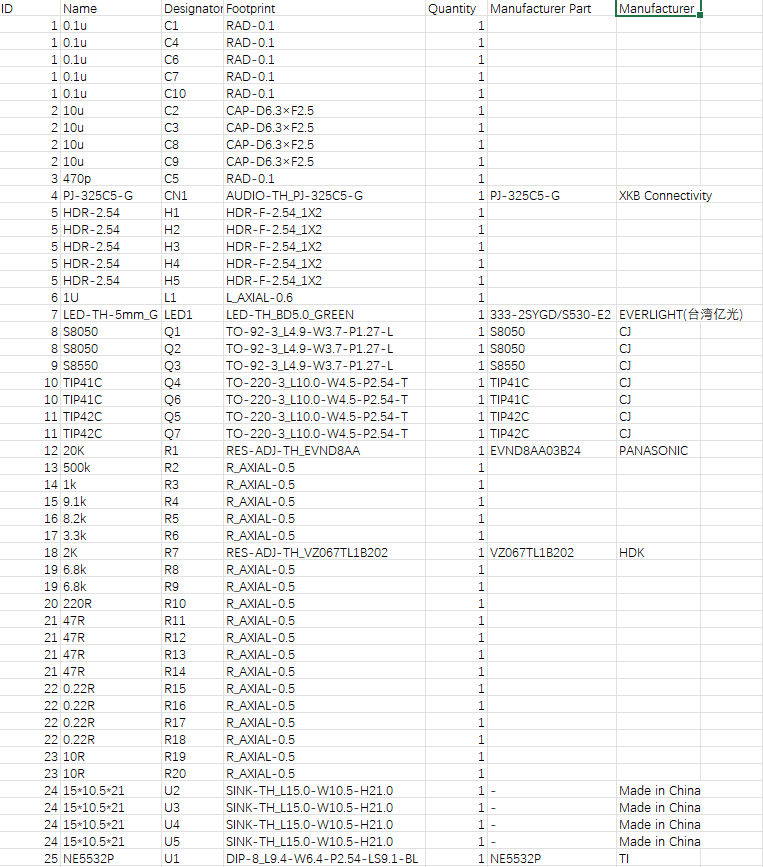 ID Name Designator Footprint Quantity Manufacturer Part Manufacturer
1 0.1u C1 RAD-0.1 1
1 0.1u C4 RAD-0.1 1
1 0.1u C6 RAD-0.1 1
1 0.1u C7 RAD-0.1 1
1 0.1u C10 RAD-0.1 1
2 10u C2 CAP-D6.3×F2.5 1
2 10u C3 CAP-D6.3×F2.5 1
2 10u C8 CAP-D6.3×F2.5 1
2 10u C9 CAP-D6.3×F2.5 1
3 470p C5 RAD-0.1 1
4 PJ-325C5-G CN1 AUDIO-TH_PJ-325C5-G 1 PJ-325C5-G XKB Connectivity
5 HDR-2.54 H1 HDR-F-2.54_1X2 1
5 HDR-2.54 H2 HDR-F-2.54_1X2 1
5 HDR-2.54 H3 HDR-F-2.54_1X2 1
5 HDR-2.54 H4 HDR-F-2.54_1X2 1
5 HDR-2.54 H5 HDR-F-2.54_1X2 1
6 1U L1 L_AXIAL-0.6 1
7 LED-TH-5mm_G LED1 LED-TH_BD5.0_GREEN 1 333-2SYGD/S530-E2 EVERLIGHT(台湾亿光)
8 S8050 Q1 TO-92-3_L4.9-W3.7-P1.27-L 1 S8050 CJ
8 S8050 Q2 TO-92-3_L4.9-W3.7-P1.27-L 1 S8050 CJ
9 S8550 Q3 TO-92-3_L4.9-W3.7-P1.27-L 1 S8550 CJ
10 TIP41C Q4 TO-220-3_L10.0-W4.5-P2.54-T 1 TIP41C CJ
10 TIP41C Q6 TO-220-3_L10.0-W4.5-P2.54-T 1 TIP41C CJ
11 TIP42C Q5 TO-220-3_L10.0-W4.5-P2.54-T 1 TIP42C CJ
11 TIP42C Q7 TO-220-3_L10.0-W4.5-P2.54-T 1 TIP42C CJ
12 20K R1 RES-ADJ-TH_EVND8AA 1 EVND8AA03B24 PANASONIC
13 500k R2 R_AXIAL-0.5 1
14 1k R3 R_AXIAL-0.5 1
15 9.1k R4 R_AXIAL-0.5 1
16 8.2k R5 R_AXIAL-0.5 1
17 3.3k R6 R_AXIAL-0.5 1
18 2K R7 RES-ADJ-TH_VZ067TL1B202 1 VZ067TL1B202 HDK
19 6.8k R8 R_AXIAL-0.5 1
19 6.8k R9 R_AXIAL-0.5 1
20 220R R10 R_AXIAL-0.5 1
21 47R R11 R_AXIAL-0.5 1
21 47R R12 R_AXIAL-0.5 1
21 47R R13 R_AXIAL-0.5 1
21 47R R14 R_AXIAL-0.5 1
22 0.22R R15 R_AXIAL-0.5 1
22 0.22R R16 R_AXIAL-0.5 1
22 0.22R R17 R_AXIAL-0.5 1
22 0.22R R18 R_AXIAL-0.5 1
23 10R R19 R_AXIAL-0.5 1
23 10R R20 R_AXIAL-0.5 1
24 15*10.5*21 U2 SINK-TH_L15.0-W10.5-H21.0 1 - Made in China
24 15*10.5*21 U3 SINK-TH_L15.0-W10.5-H21.0 1 - Made in China
24 15*10.5*21 U4 SINK-TH_L15.0-W10.5-H21.0 1 - Made in China
24 15*10.5*21 U5 SINK-TH_L15.0-W10.5-H21.0 1 - Made in China
25 NE5532P U1 DIP-8_L9.4-W6.4-P2.54-LS9.1-BL 1 NE5532P TI